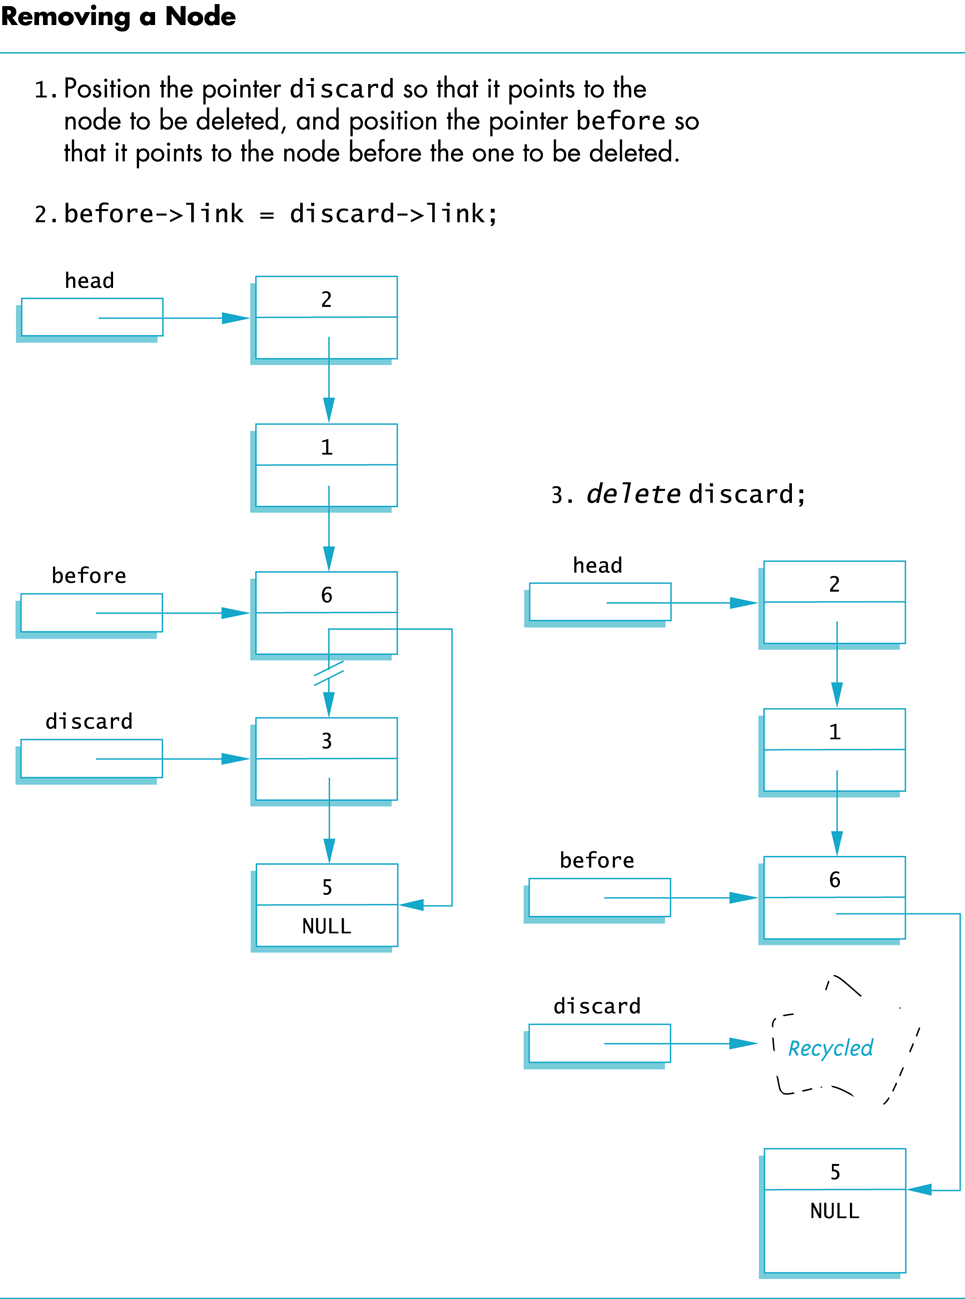 Removing a Node
1. Position the pointer discard so that it points to the
node to be deleted, and position the pointer before so
that it points to the node before the one to be deleted.
2. before->link = discard->link;
head
2
1
before
6
discard
3
5
NULL
3. delete discard;
head
2
1
before
6
discard
Recycled
5
NULL